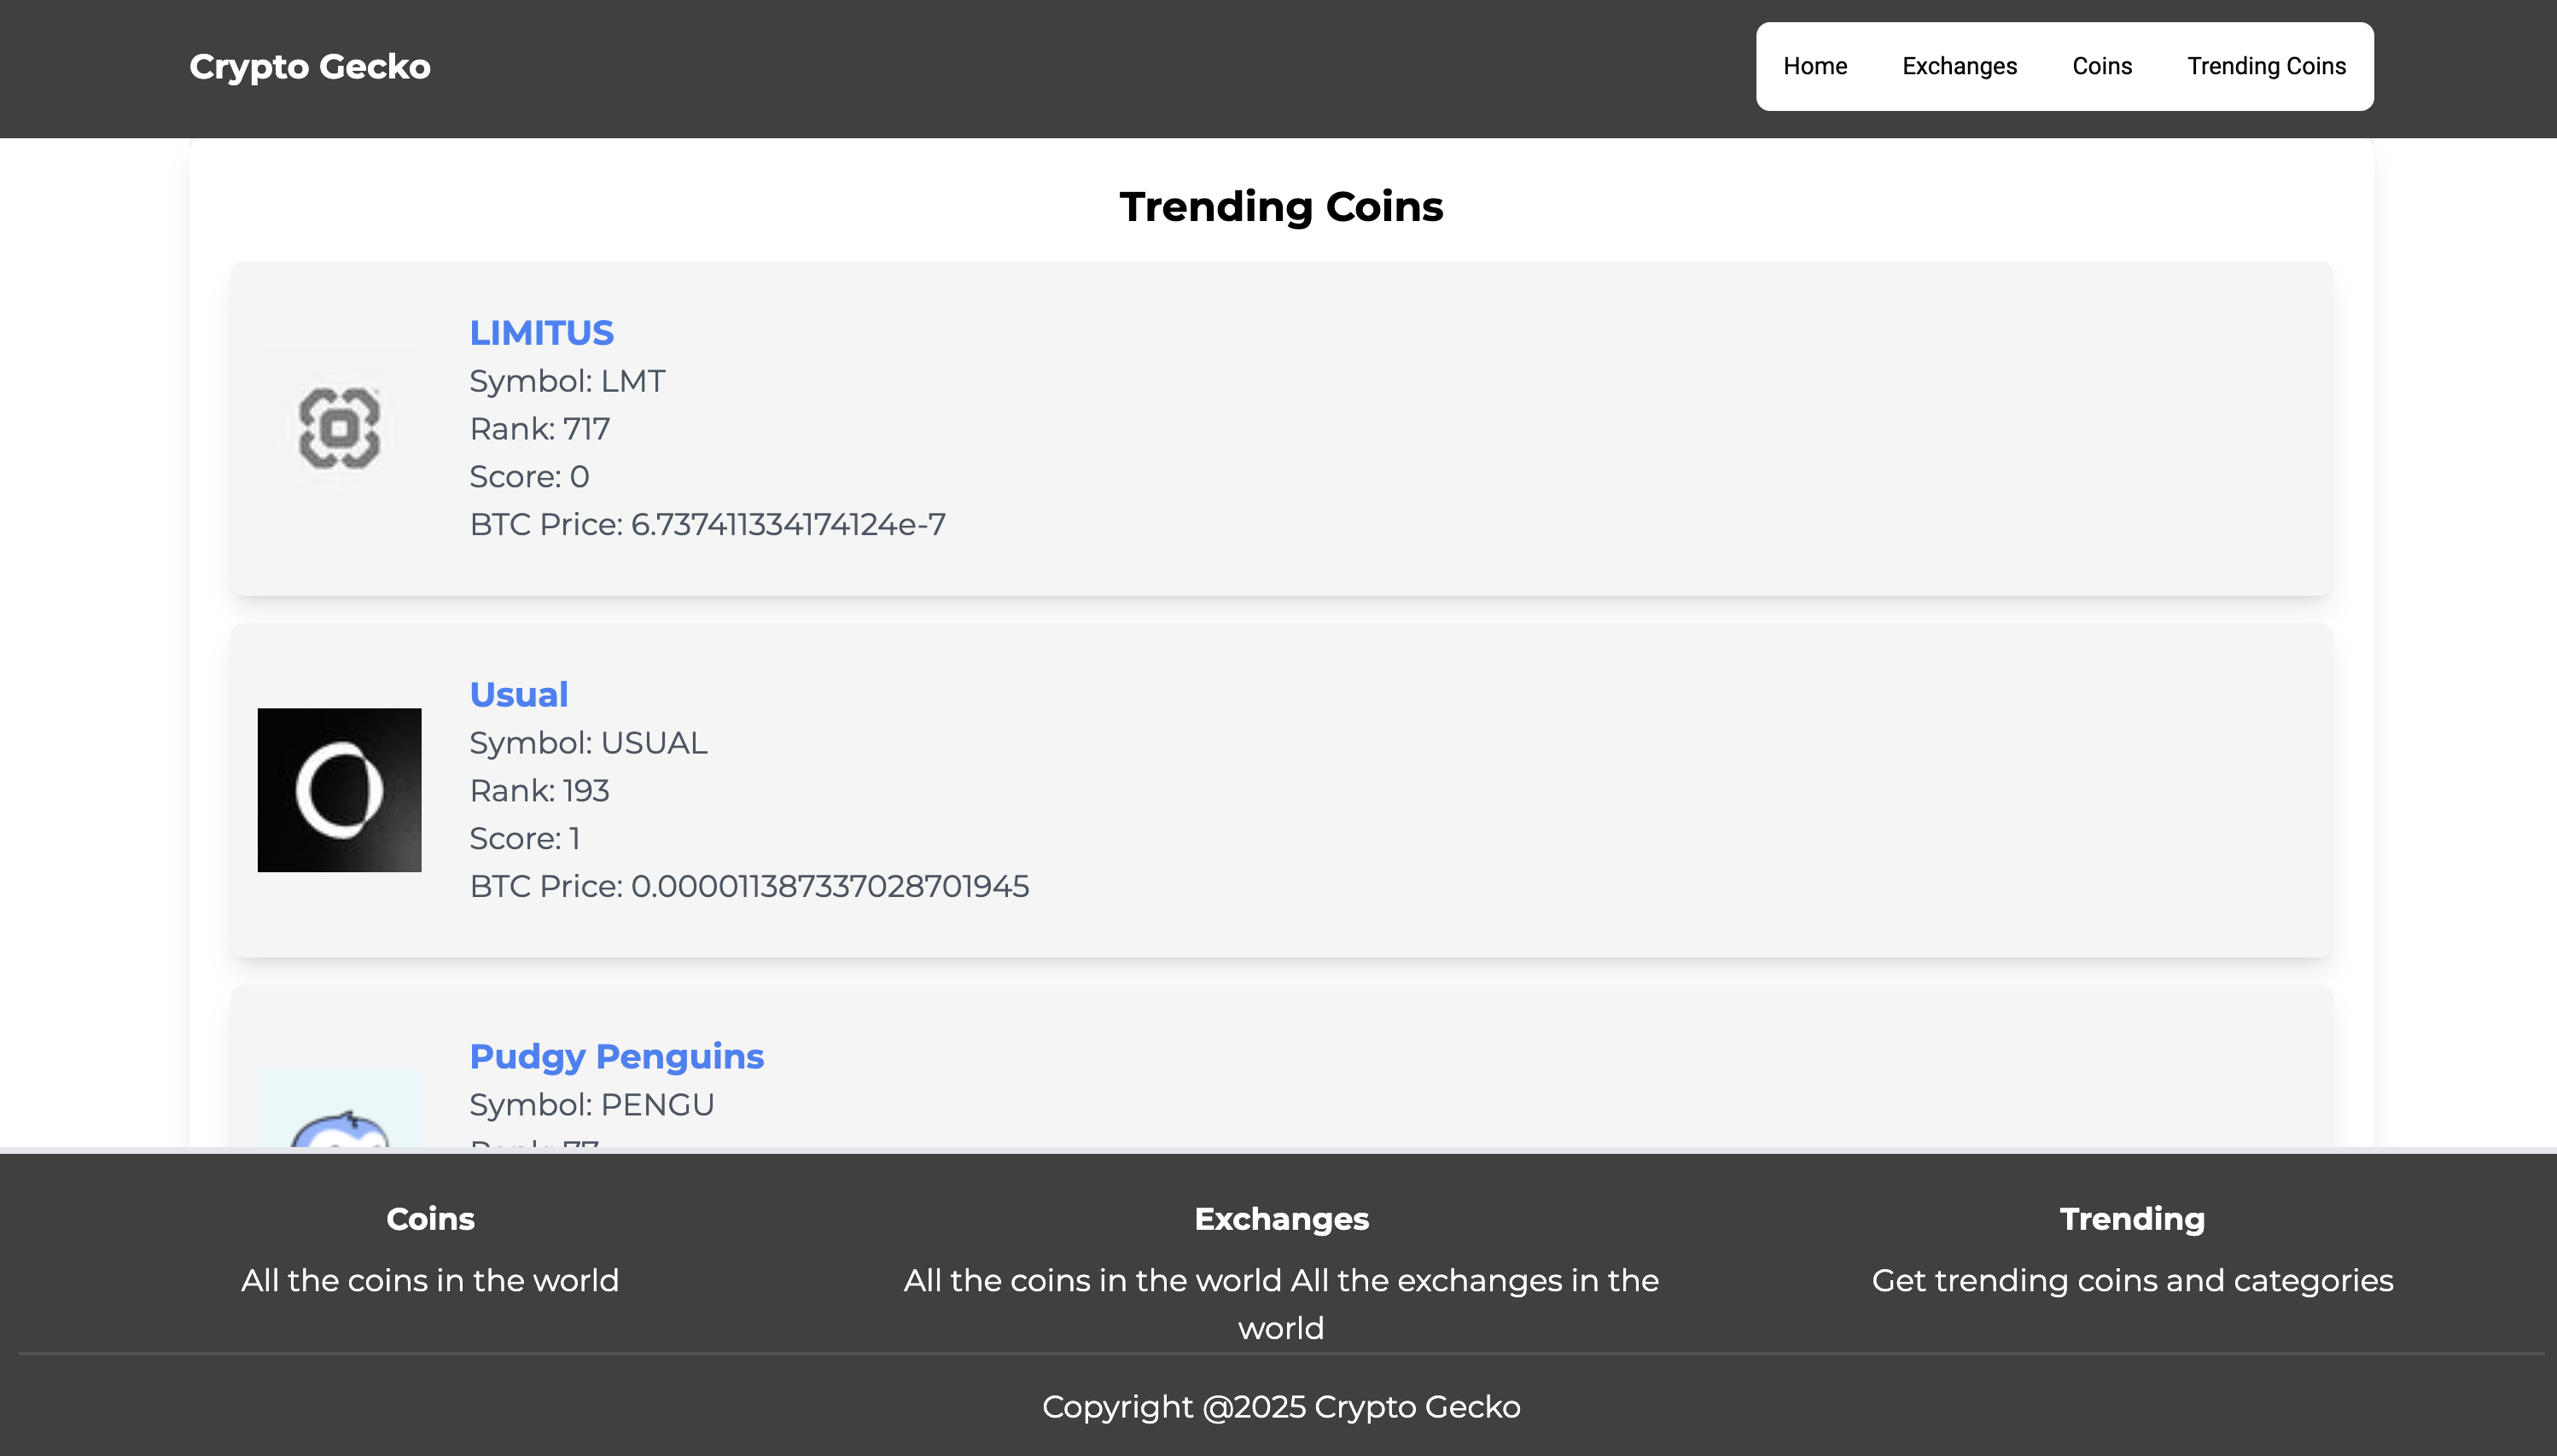 Crypto Gecko
Home Exchanges Coins Trending Coins
Trending Coins
LIMITUS
Symbol: LMT
Rank: 717
Score: 0
BTC Price: 6.737411334174124e-7
Usual
Symbol: USUAL
Rank: 193
Score: 1
BTC Price: 0.000011387337028701945
Pudgy Penguins
Symbol: PENGU
Rank: 77
Coins
All the coins in the world
Exchanges
All the coins in the world All the exchanges in the
world
Trending
Get trending coins and categories
Copyright @2025 Crypto Gecko